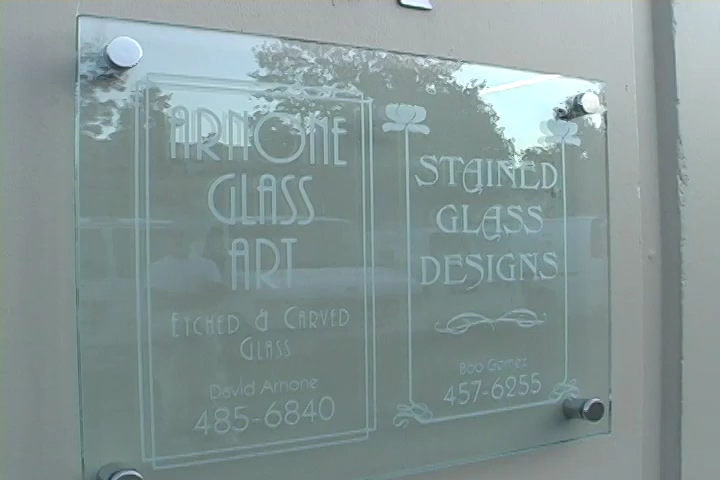 ARNONE
GLASS
ART
ETCHED & CARVED
GLASS
David Arnone
485-6840
STAINED
GLASS
DESIGNS
Bob Gomez
457-6255